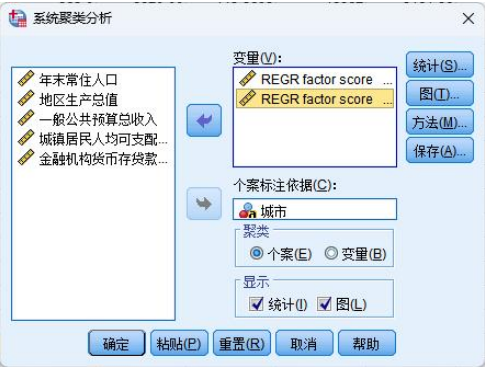 系统聚类分析
变量(V):
年末常住人口
地区生产总值
一般公共预算总收入
城镇居民人均可支配...
金融机构货币存贷款...
REGR factor score ...
REGR factor score ...
统计(S)...
图(T)...
方法(M)...
保存(A)...
个案标注依据(C):
城市
聚类
个案(E) 变量(B)
显示
统计(I) 图(L)
确定 粘贴(P) 重置(R) 取消 帮助